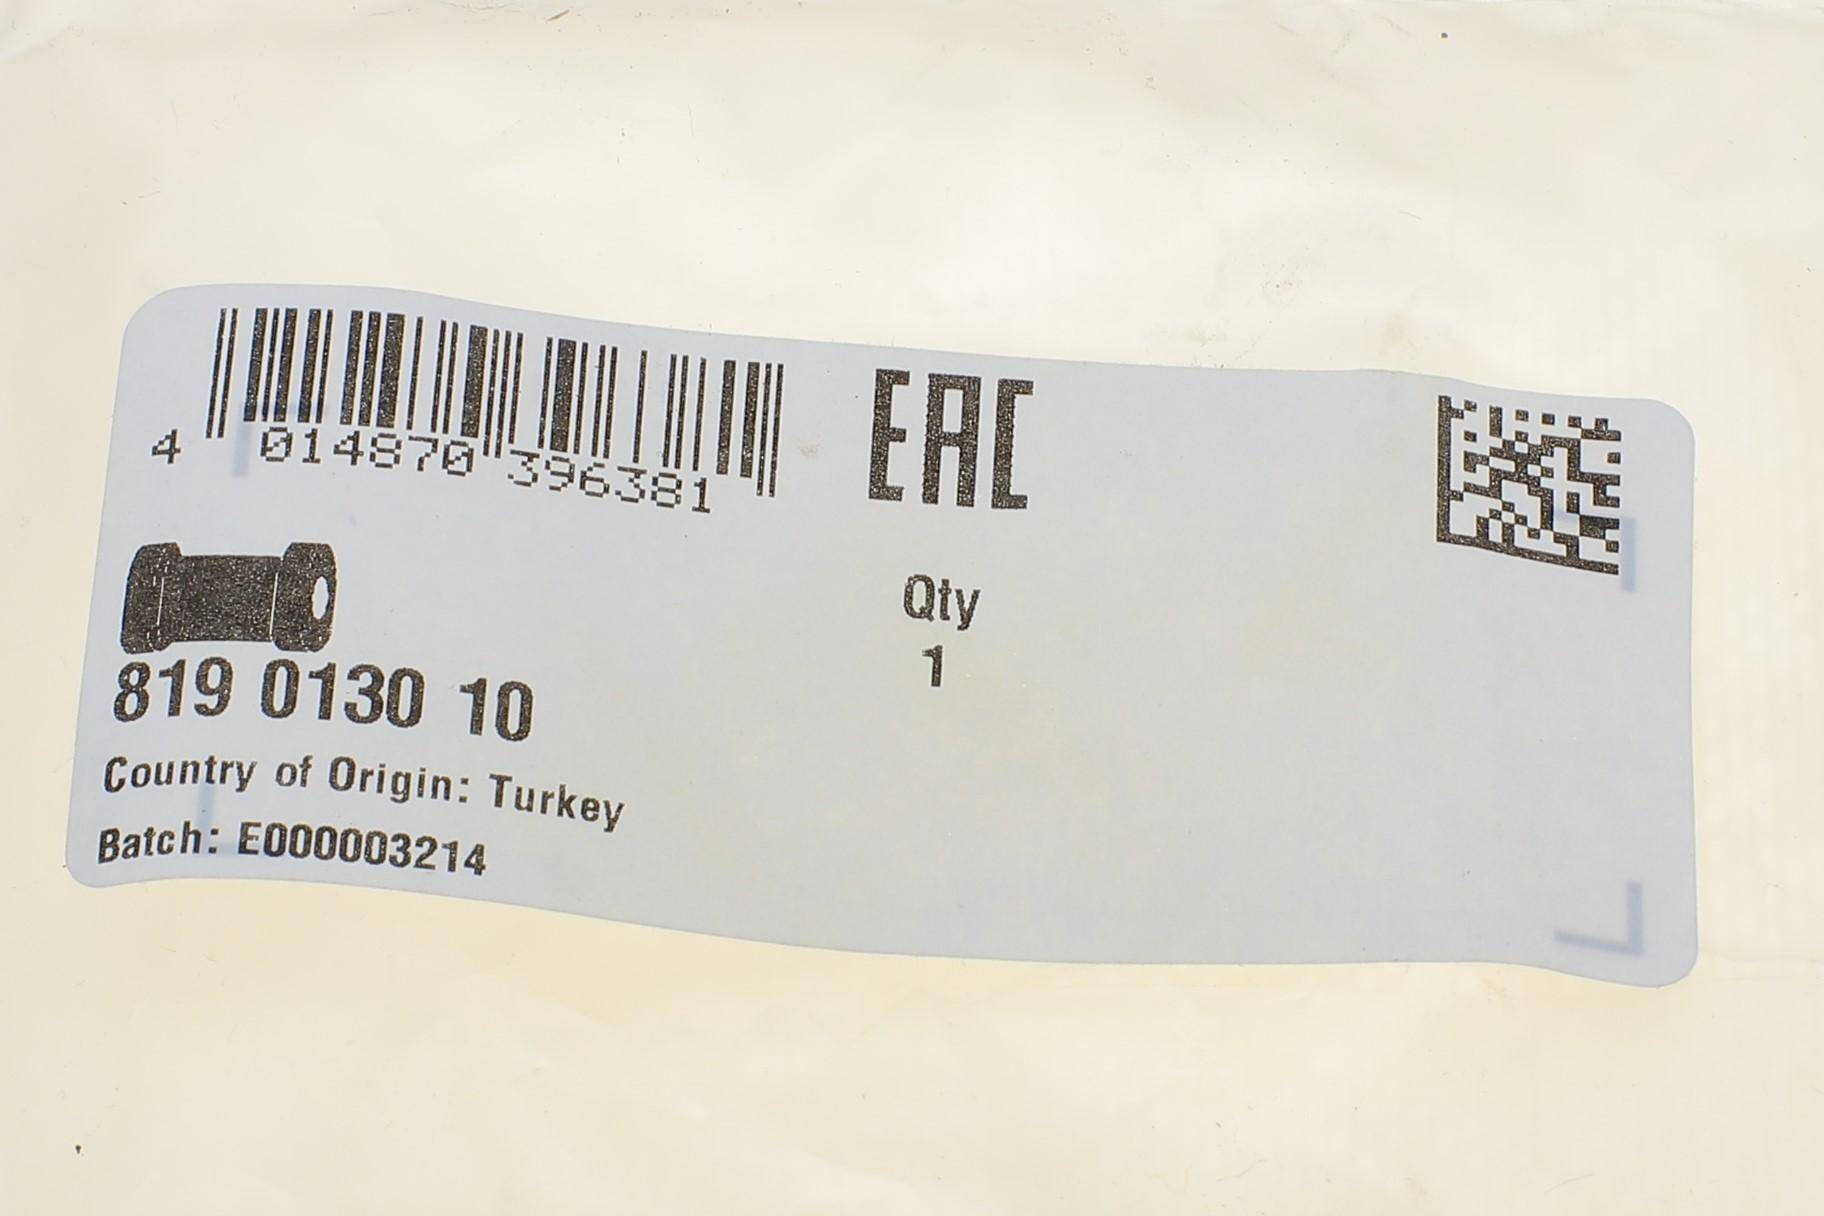 4 014870 396381
EAC
819 0130 10
Qty
1
Country of Origin: Turkey
Batch: E000003214